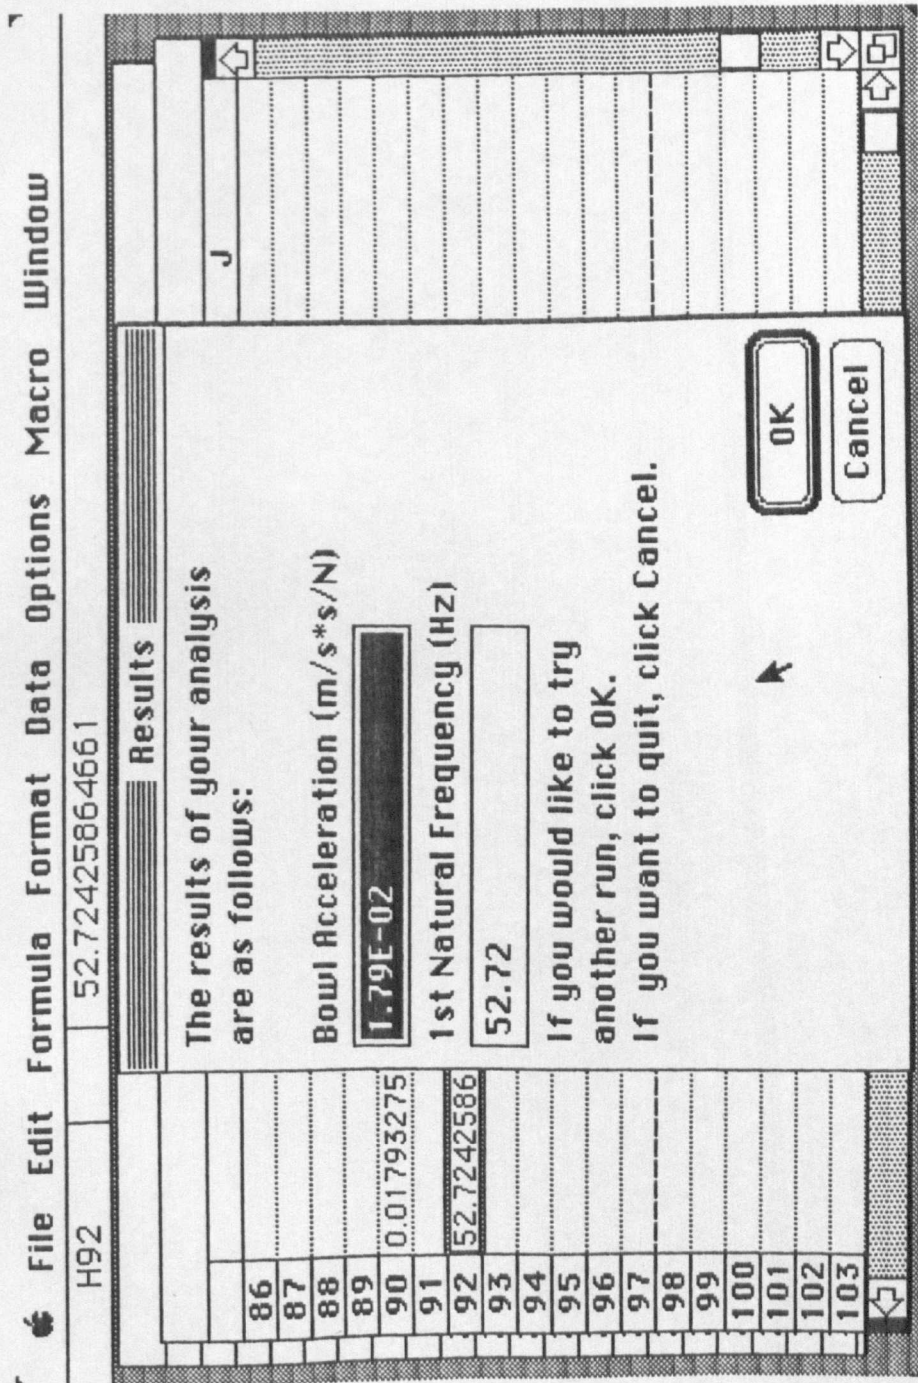 File Edit Formula Format Data Options Macro Window
H92 52.72425864661
Results
The results of your analysis
are as follows:
Bowl Acceleration (m/s*s/N)
1.79E-02
1st Natural Frequency (Hz)
52.72
If you would like to try
another run, click OK.
If you want to quit, click Cancel.
OK
Cancel
J
86
87
88
89
90 0.01793275
91
92 52.7242586
93
94
95
96
97
98
99
100
101
102
103